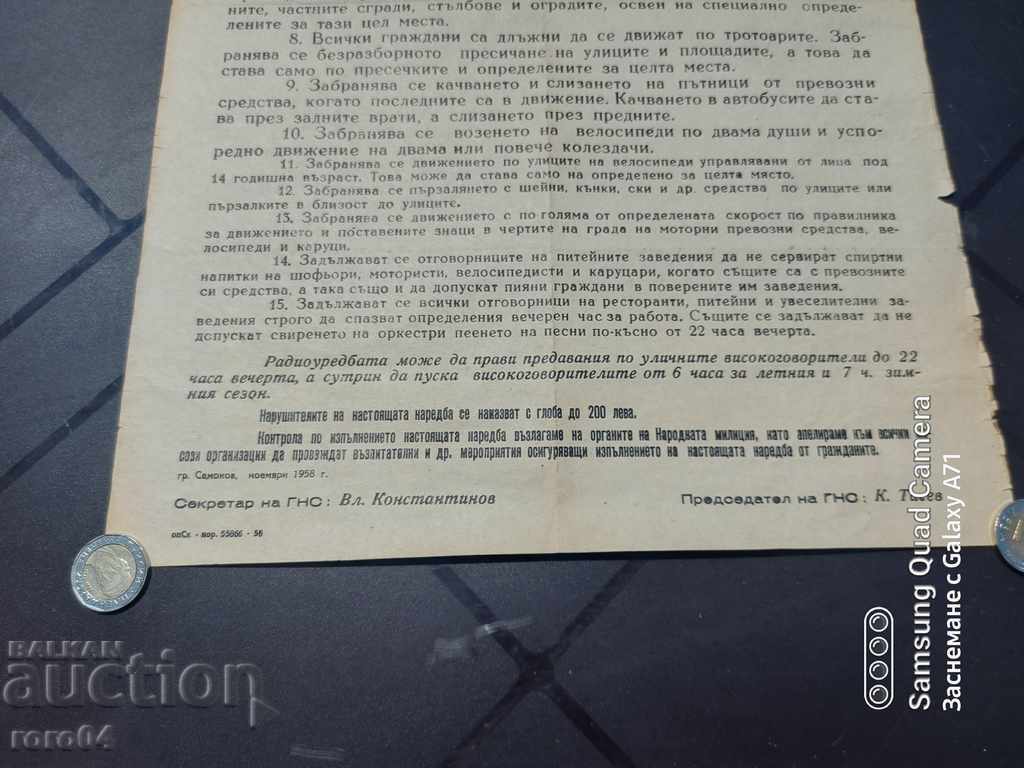 ните, частните сгради, стълбове и оградите, освен на специално опреде-
лените за тази цел места.
8. Всички граждани са длъжни да се движат по тротоарите. Заб-
ранява се безразборното пресичане на улиците и площадите, а това да
става само по пресечките и определените за целта места.
9. Забранява се качването и слизането на пътници от превозни
средства, когато последните са в движение. Качването в автобусите да ста-
ва през задните врати, а слизането през предните.
10. Забранява се возенето на велосипеди по двама души и успо-
редно движение на двама или повече колездачи.
11. Забранява се движението по улиците на велосипеди управлявани от лица под
14 годишна възраст. Това може да става само на определено за целта място.
12. Забранява се пързалянето с шейни, кънки, ски и др. средства по улиците или
пързалките в близост до улиците.
13. Забранява се движението с по голяма от определената скорост по правилника
за движението и поставените знаци в чертите на града на моторни превозни средства, ве-
лосипеди и каруци.
14. Задължават се отговорниците на питейните заведения да не сервират спиртни
напитки на шофьори, мотористи, велосипедисти и каруцари, когато същите са с превозните
си средства, а така също и да допускат пияни граждани в поверените им заведения.
15. Задължават се всички отговорници на ресторанти, питейни и увеселителни за-
ведения строго да спазват определения вечерен час за работа. Същите се задължават да не
допускат свиренето на оркестри пеенето на песни по-късно от 22 часа вечерта.
Радиоуредбата може да прави предавания по уличните високоговорители до 22
часа вечерта, а сутрин да пуска високоговорителите от 6 часа за летния и 7 ч. зим-
ния сезон.
Нарушителите на настоящата наредба се наказват с глоба до 200 лева.
Контрола по изпълнението настоящата наредба възлагаме на органите на Народната милиция, като апелираме към всички
сези организации да провеждат възпитателни и др. мероприятия осигуряващи изпълнението на настоящата наредба от гражданите.
гр. Самоков, ноември 1958 г.
Секретар на ГНС: Вл. Константинов
Председател на ГНС: К.
опСк - пор. 55866 - 56
BALKAN
auction
roro04
Samsung Quad Camera
Заснемане с Galaxy A71